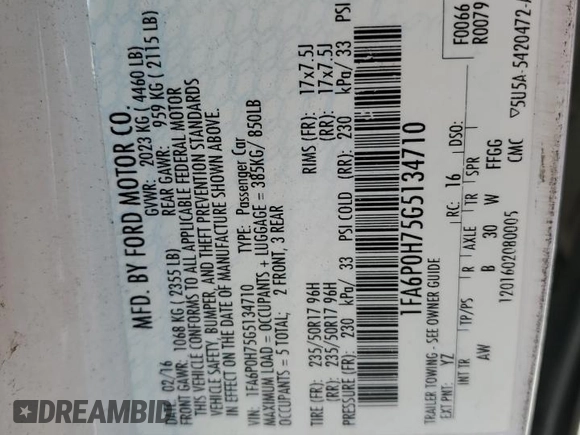 MFD. BY FORD MOTOR CO.
DATE: 02/16 GVWR: 2023 KG ( 4460 LB)
FRONT GAWR: 1068 KG ( 2355 LB) REAR GAWR: 959 KG ( 2115 LB)
THIS VEHICLE CONFORMS TO ALL APPLICABLE FEDERAL MOTOR
VEHICLE SAFETY, BUMPER, AND THEFT PREVENTION STANDARDS
IN EFFECT ON THE DATE OF MANUFACTURE SHOWN ABOVE.
VIN: 1FA6P0H75G5134710 TYPE: Passenger Car
MAXIMUM LOAD = OCCUPANTS + LUGGAGE = 385KG/ 850LB
OCCUPANTS = 5 TOTAL; 2 FRONT, 3 REAR
TIRE (FR): 235/50R17 96H RIMS (FR): 17x7.5J
(RR): 235/50R17 96H (RR): 17x7.5J
PRESSURE (FR): 230 kPa/ 33 PSI COLD (RR): 230 kPa/ 33 PSI
1FA6P0H75G5134710
F0066
R0079
TRAILER TOWING - SEE OWNER GUIDE
EXT PNT: YZ RC: 16 DSO:
INT TR TP/PS R AXLE TR SPR
AW B 30 W FFGG
1201602080005 CMC
▽5U5A-5420472-A
DREAMBID